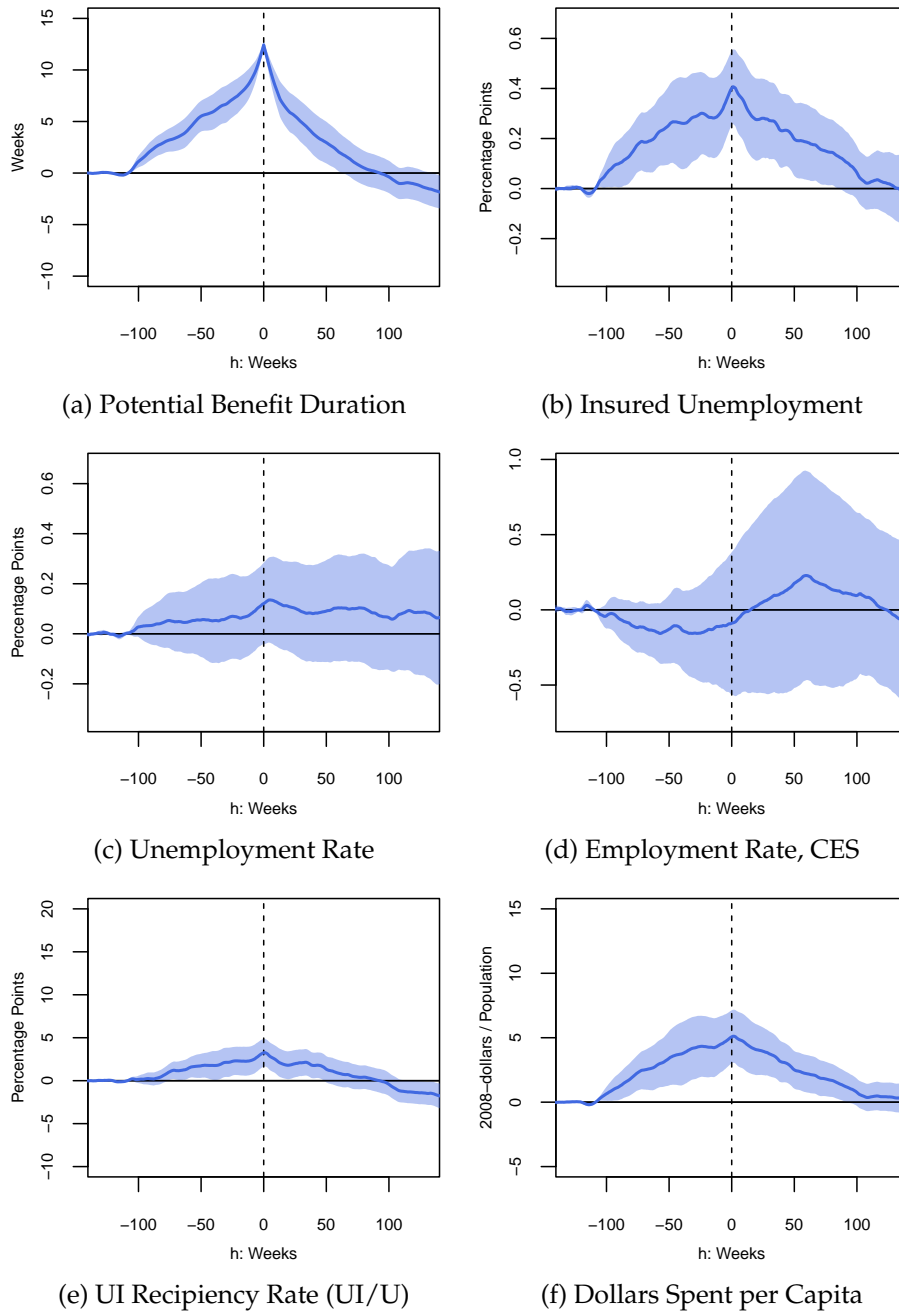 15
10
5
0
−5
−10
Weeks
−100 −50 0 50 100
h: Weeks
(a) Potential Benefit Duration
0.6
0.4
0.2
0.0
−0.2
Percentage Points
−100 −50 0 50 100
h: Weeks
(b) Insured Unemployment
0.6
0.4
0.2
0.0
−0.2
Percentage Points
−100 −50 0 50 100
h: Weeks
(c) Unemployment Rate
1.0
0.5
0.0
−0.5
Percentage Points
−100 −50 0 50 100
h: Weeks
(d) Employment Rate, CES
20
15
10
5
0
−5
−10
Percentage Points
−100 −50 0 50 100
h: Weeks
(e) UI Recipiency Rate (UI/U)
15
10
5
0
−5
2008−dollars / Population
−100 −50 0 50 100
h: Weeks
(f) Dollars Spent per Capita